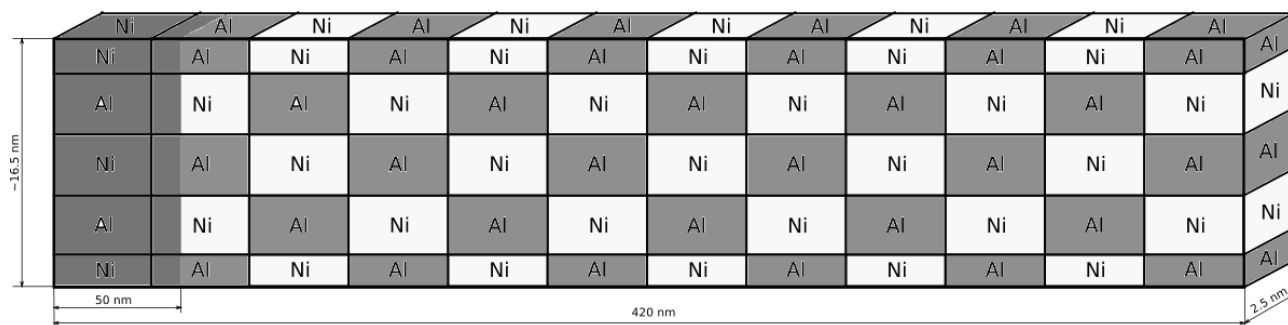 Ni Al Ni Al Ni Al Ni Al Ni Al Ni Al
Ni Al Ni Al Ni Al Ni Al Ni Al Ni Al Al
Al Ni Al Ni Al Ni Al Ni Al Ni Al Ni Ni
Ni Al Ni Al Ni Al Ni Al Ni Al Ni Al Al
Al Ni Al Ni Al Ni Al Ni Al Ni Al Ni Ni
Ni Al Ni Al Ni Al Ni Al Ni Al Ni Al Al
~16.5 nm
50 nm
420 nm
2.5 nm